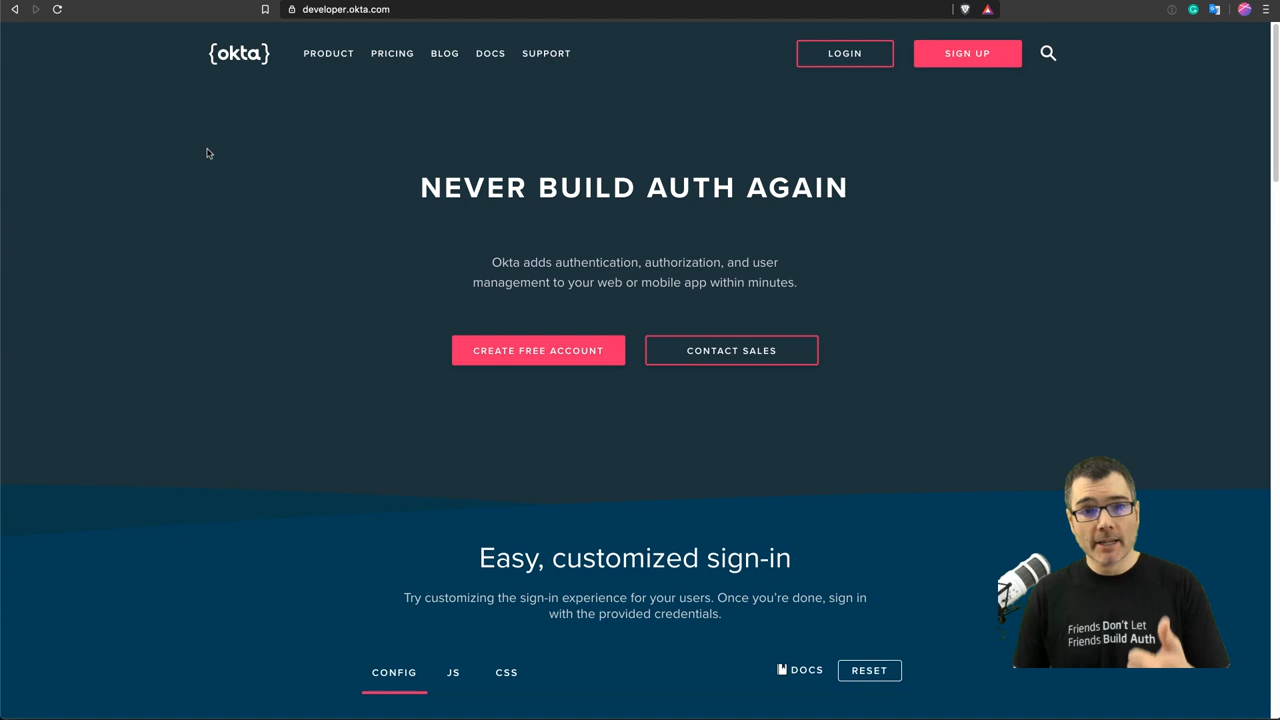 developer.okta.com
{okta} PRODUCT PRICING BLOG DOCS SUPPORT LOGIN SIGN UP
NEVER BUILD AUTH AGAIN
Okta adds authentication, authorization, and user
management to your web or mobile app within minutes.
CREATE FREE ACCOUNT CONTACT SALES
Easy, customized sign-in
Try customizing the sign-in experience for your users. Once you're done, sign in
with the provided credentials.
CONFIG JS CSS DOCS RESET
Friends Don't Let
Friends Build Auth